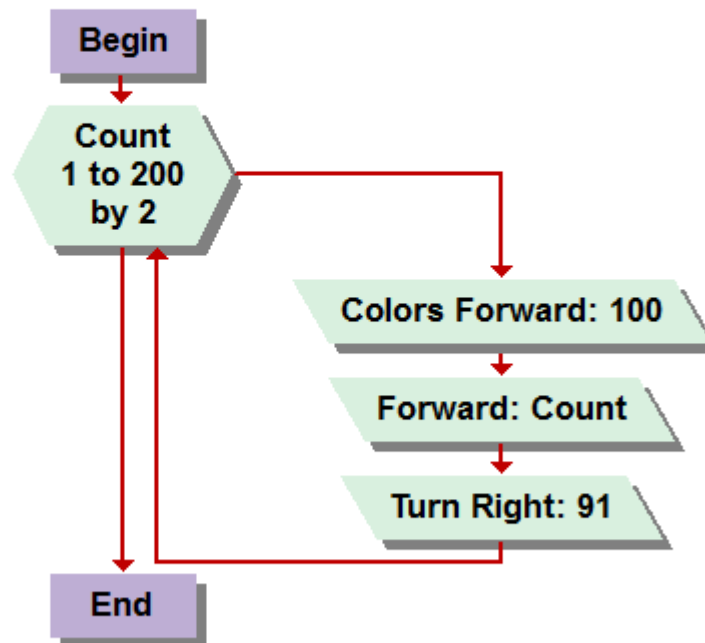 Begin
Count
1 to 200
by 2
Colors Forward: 100
Forward: Count
Turn Right: 91
End